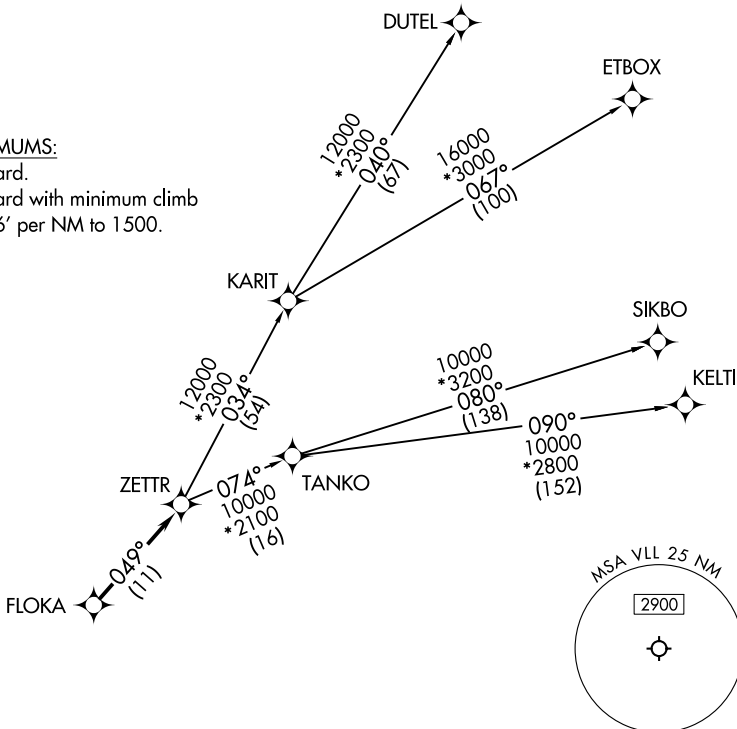 DUTEL
ETBOX
MUMS:
ard.
ard with minimum climb
6’ per NM to 1500.
12000
*2300
040°
(67)
16000
*3000
067°
(100)
KARIT
SIKBO
12000
*2300
034°
(54)
10000
*3200
080°
(138)
KELTI
090°
10000
*2800
(152)
ZETTR
074°
10000
*2100
(16)
TANKO
049°
(11)
FLOKA
MSA VLL 25 NM
2900